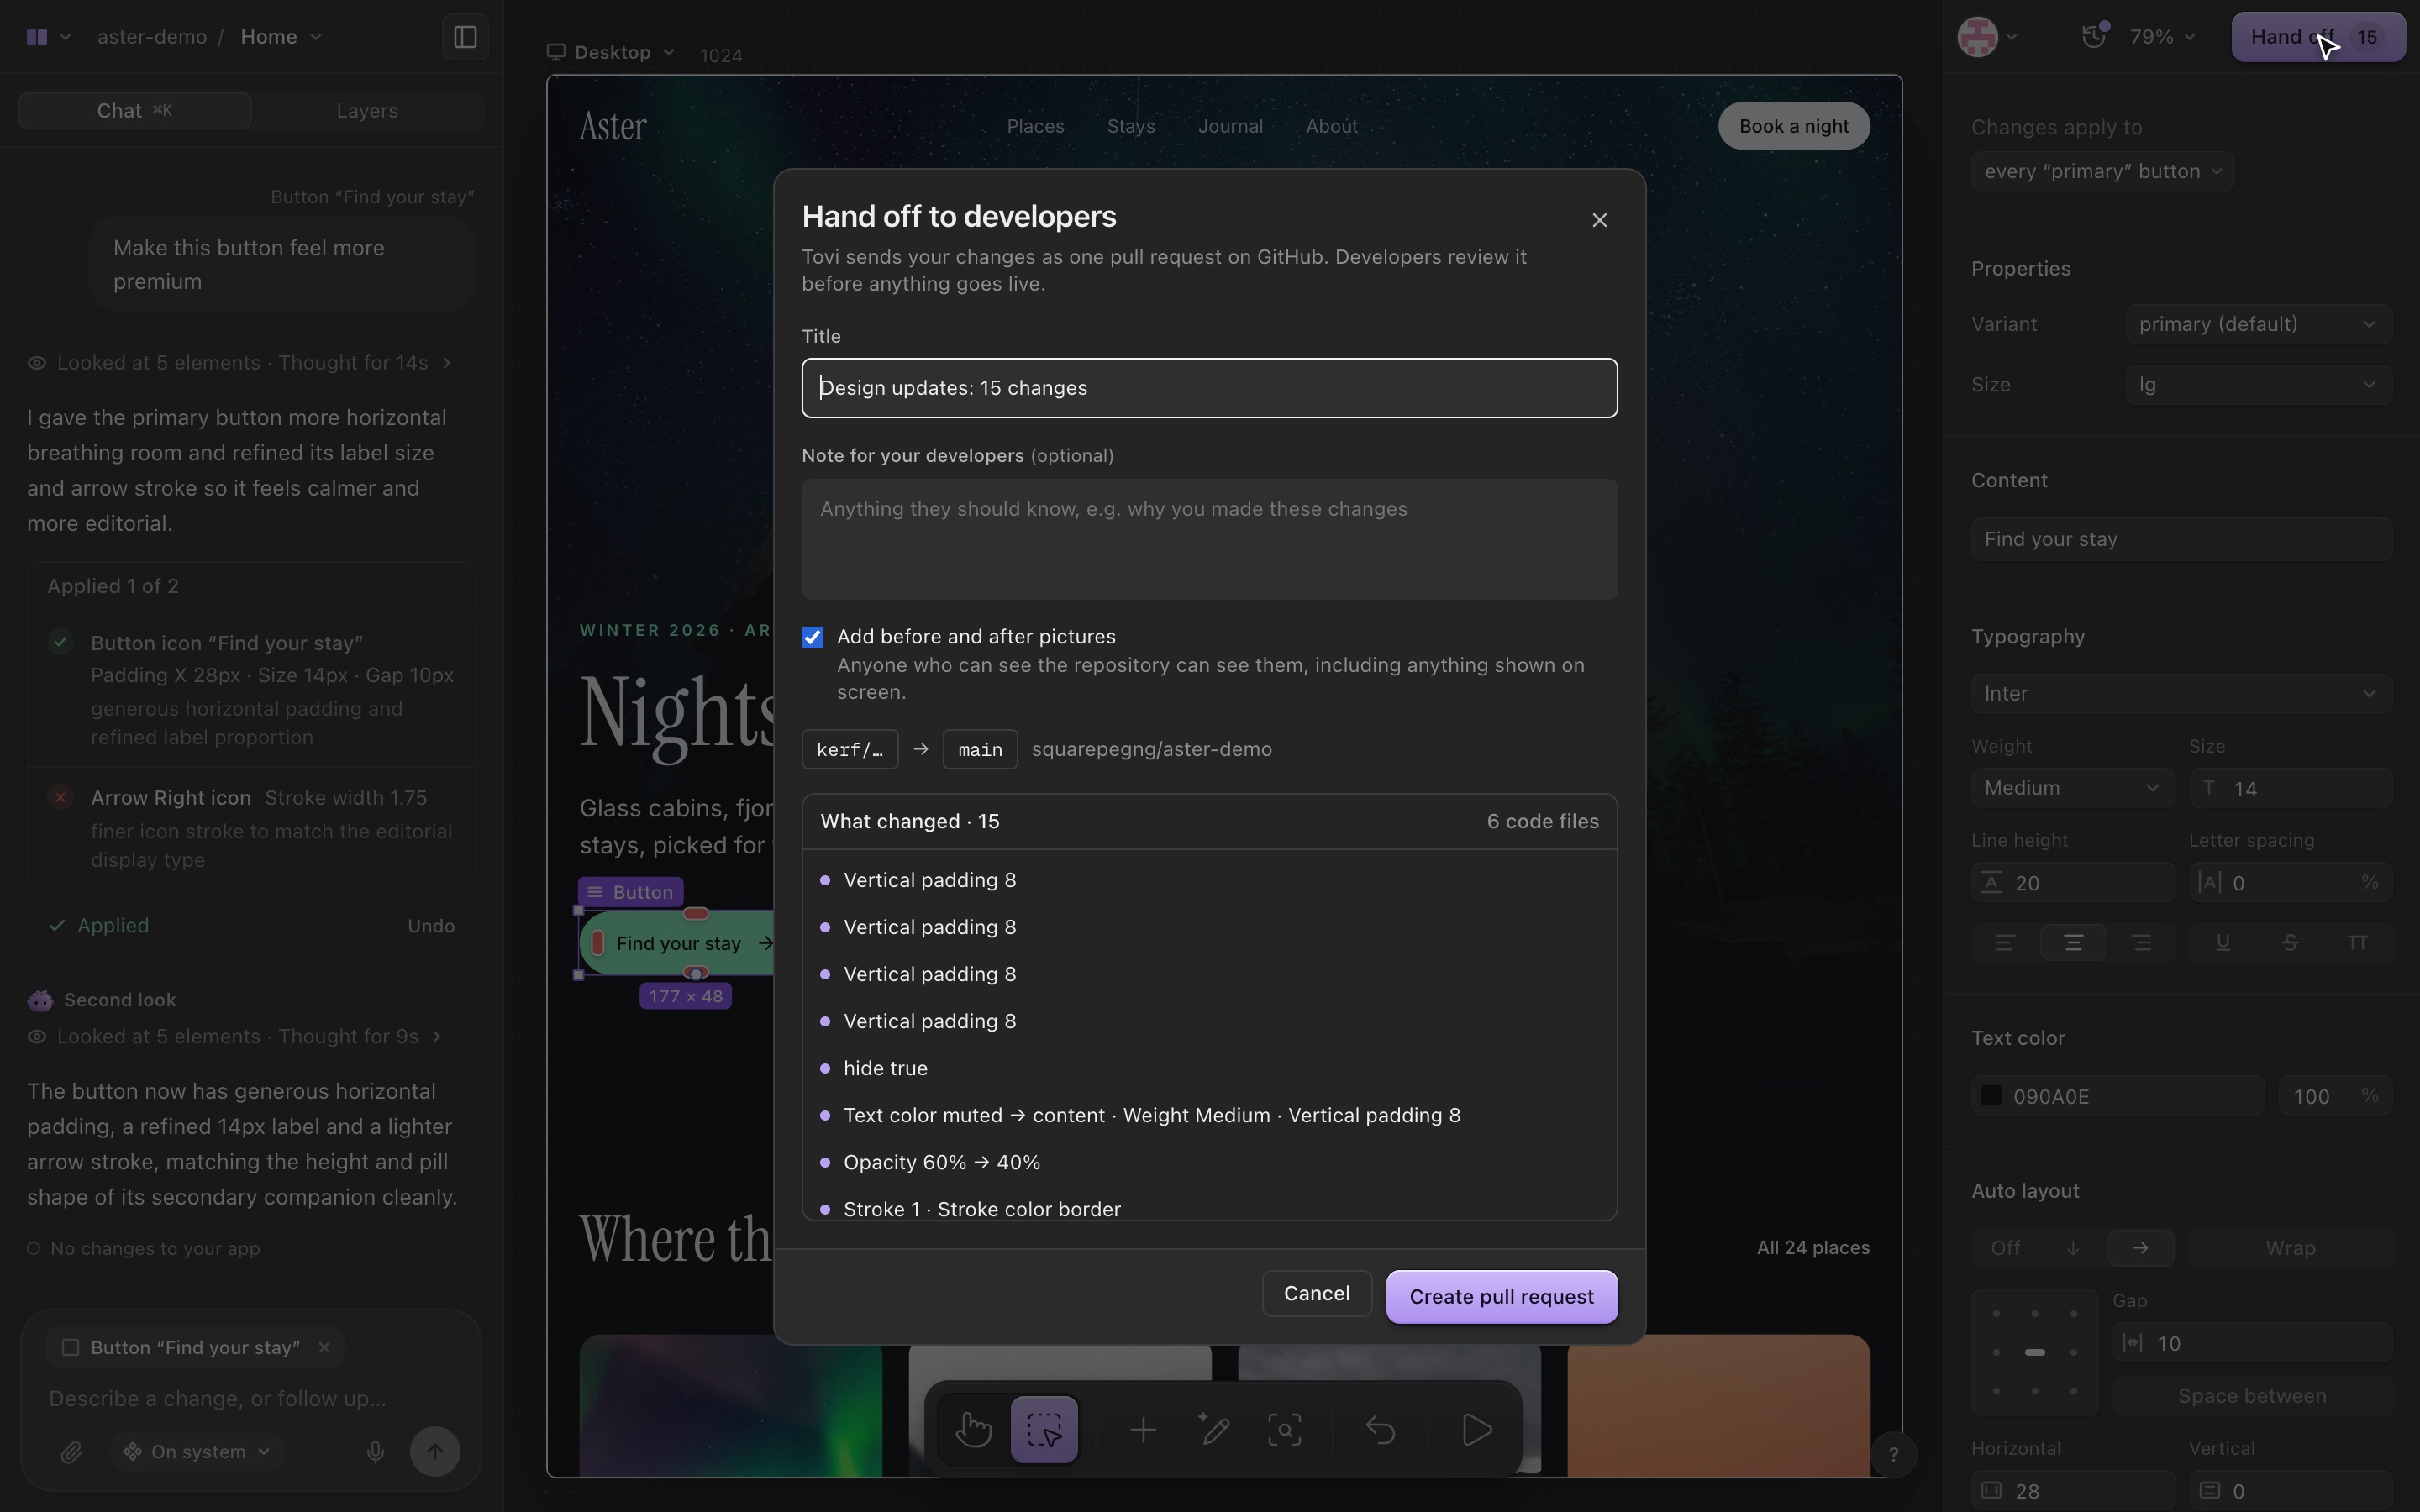 aster-demo / Home
Chat ⌘K
Layers
Button “Find your stay”
Make this button feel more
premium
Looked at 5 elements · Thought for 14s
I gave the primary button more horizontal
breathing room and refined its label size
and arrow stroke so it feels calmer and
more editorial.
Applied 1 of 2
Button icon “Find your stay”
Padding X 28px · Size 14px · Gap 10px
generous horizontal padding and
refined label proportion
Arrow Right icon Stroke width 1.75
finer icon stroke to match the editorial
display type
Applied
Undo
Second look
Looked at 5 elements · Thought for 9s
The button now has generous horizontal
padding, a refined 14px label and a lighter
arrow stroke, matching the height and pill
shape of its secondary companion cleanly.
No changes to your app
Button “Find your stay”
Describe a change, or follow up...
On system
Desktop
1024
Aster
Places
Stays
Journal
About
Book a night
WINTER 2026 · AR
Nights
Glass cabins, fjor
stays, picked for
Button
Find your stay →
177 × 48
Where th
All 24 places
Hand off to developers
Tovi sends your changes as one pull request on GitHub. Developers review it
before anything goes live.
Title
Design updates: 15 changes
Note for your developers (optional)
Anything they should know, e.g. why you made these changes
Add before and after pictures
Anyone who can see the repository can see them, including anything shown on
screen.
kerf/… → main squarepegng/aster-demo
What changed · 15
6 code files
Vertical padding 8
Vertical padding 8
Vertical padding 8
Vertical padding 8
hide true
Text color muted → content · Weight Medium · Vertical padding 8
Opacity 60% → 40%
Stroke 1 · Stroke color border
Cancel
Create pull request
?
79%
Hand off 15
Changes apply to
every “primary” button
Properties
Variant
primary (default)
Size
lg
Content
Find your stay
Typography
Inter
Weight
Size
Medium
T 14
Line height
Letter spacing
A 20
|A| 0 %
U S TT
Text color
090A0E
100 %
Auto layout
Off ↓ →
Wrap
Gap
10
Space between
Horizontal
Vertical
28
0